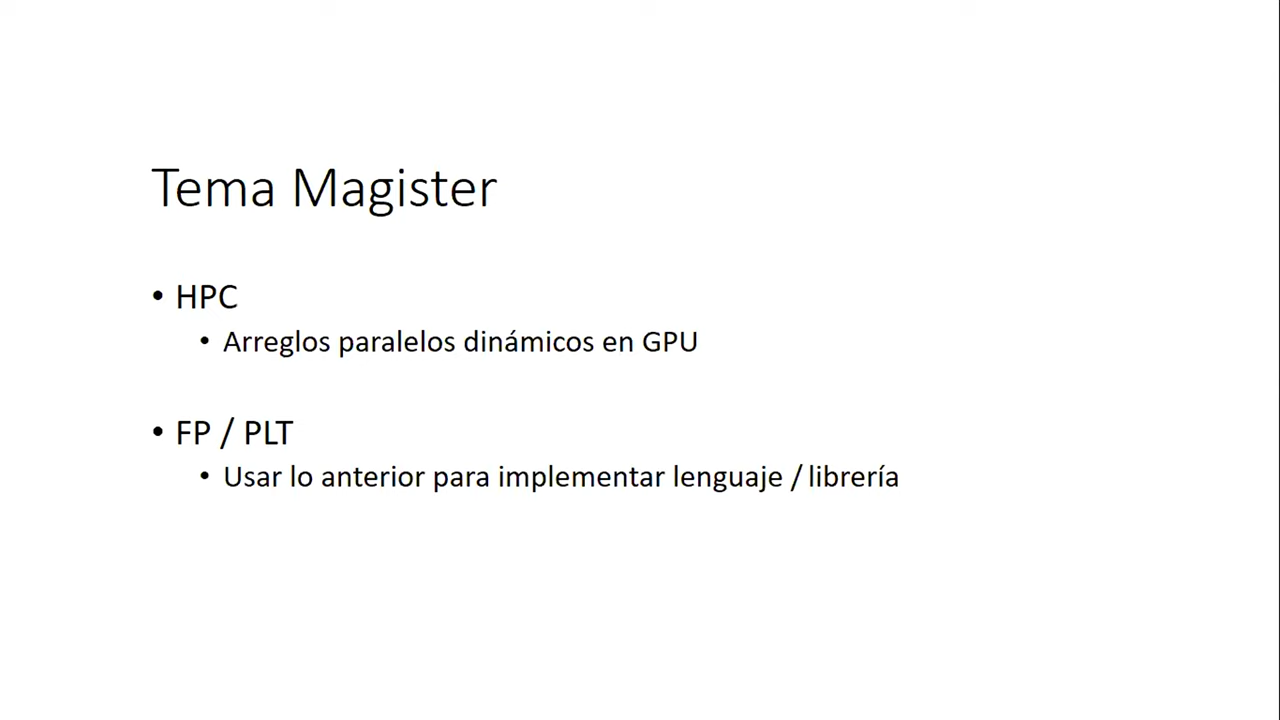 Tema Magister
• HPC
• Arreglos paralelos dinámicos en GPU
• FP / PLT
• Usar lo anterior para implementar lenguaje / librería